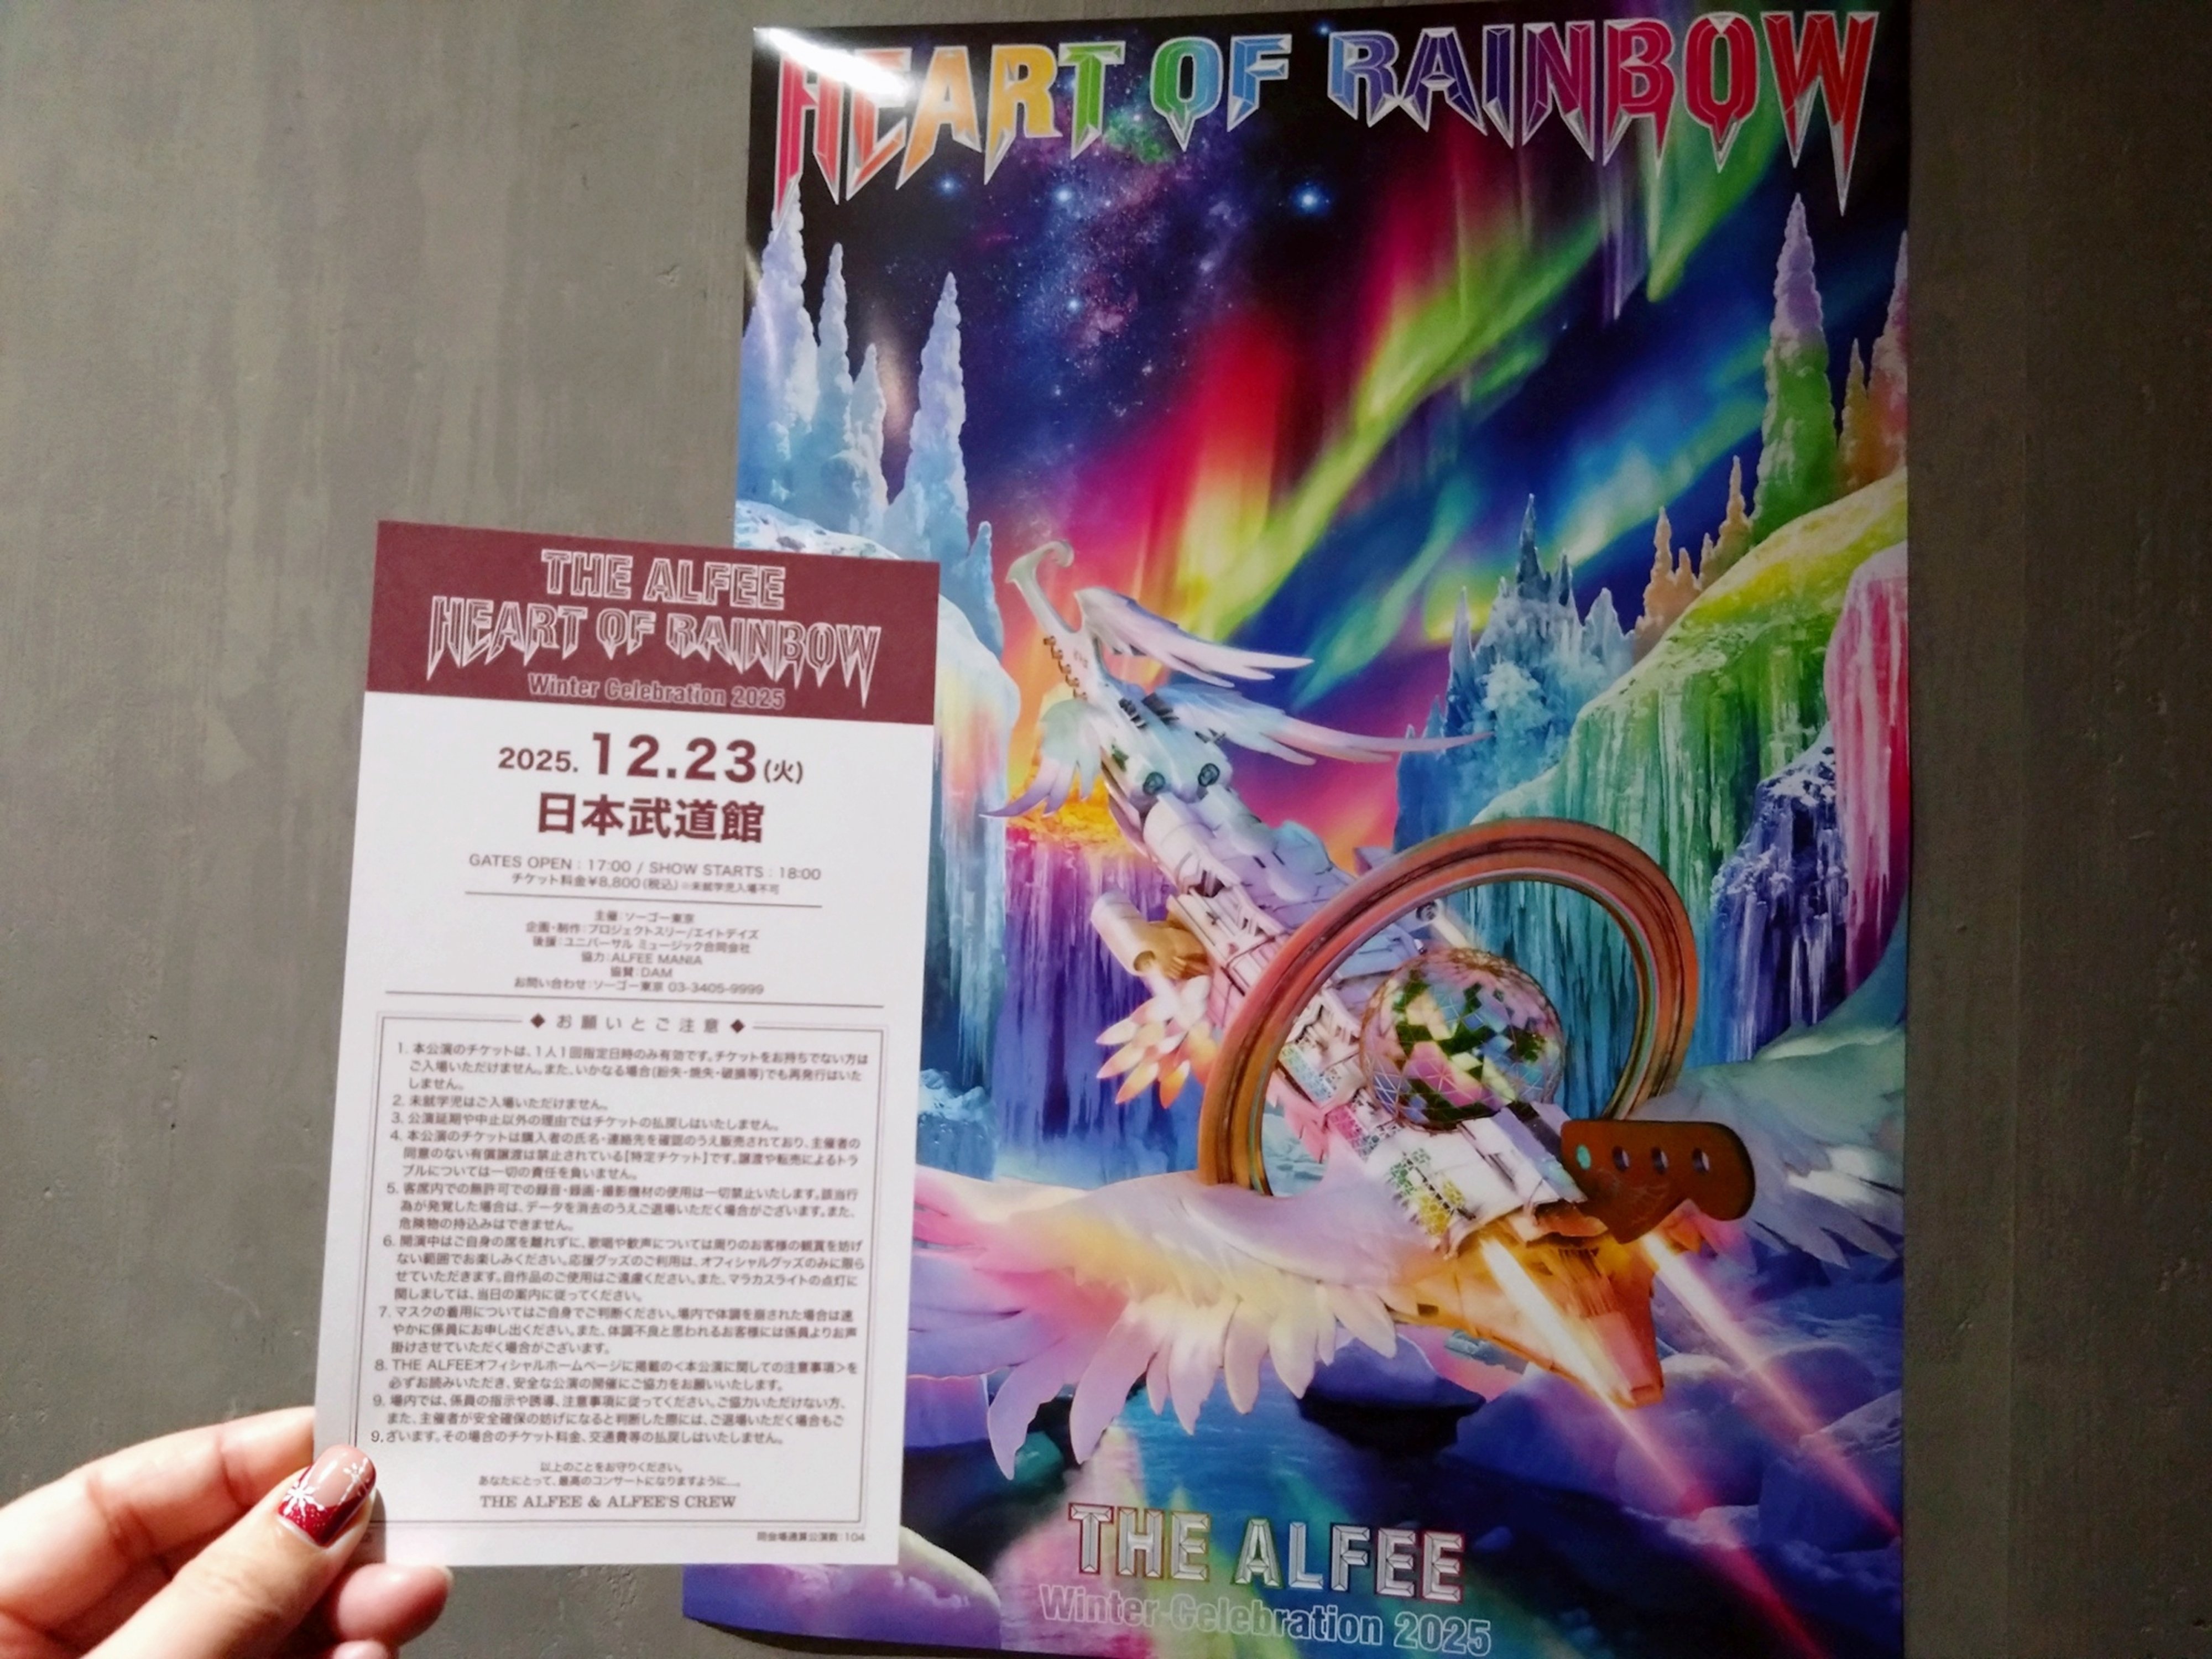 HEART OF RAINBOW
THE ALFEE
HEART OF RAINBOW
Winter Celebration 2025
2025. 12.23 (火)
日本武道館
GATES OPEN : 17:00 / SHOW STARTS : 18:00
チケット料金¥8,800(税込)※未就学児入場不可
主催:ソーゴー東京
企画・制作:プロジェクトスリー/エイトデイズ
後援:ユニバーサル ミュージック合同会社
協力:ALFEE MANIA
協賛:DAM
お問い合わせ:ソーゴー東京 03-3405-9999
◆ お願いとご注意 ◆
1. 本公演のチケットは、1人1回指定日時のみ有効です。チケットをお持ちでない方は
ご入場いただけません。また、いかなる場合(紛失・焼失・破損等)でも再発行はいた
しません。
2. 未就学児はご入場いただけません。
3. 公演延期や中止以外の理由ではチケットの払戻しはいたしません。
4. 本公演のチケットは購入者の氏名・連絡先を確認のうえ販売されており、主催者の
同意のない有償譲渡は禁止されている[特定チケット]です。譲渡や転売によるトラ
ブルについては一切の責任を負いません。
5. 客席内での無許可での録音・録画・撮影機材の使用は一切禁止いたします。該当行
為が発覚した場合は、データを消去のうえご退場いただく場合がございます。また、
危険物の持込みはできません。
6. 開演中はご自身の席を離れずに、歌唱や歓声については周りのお客様の観賞を妨げ
ない範囲でお楽しみください。応援グッズのご利用は、オフィシャルグッズのみに限ら
せていただきます。自作品のご使用はご遠慮ください。また、マラカスライトの点灯に
関しましては、当日の案内に従ってください。
7. マスクの着用についてはご自身でご判断ください。場内で体調を崩された場合は速
やかに係員にお申し出ください。また、体調不良と思われるお客様には係員よりお声
掛けさせていただく場合がございます。
8. THE ALFEEオフィシャルホームページに掲載の<本公演に関しての注意事項>を
必ずお読みいただき、安全な公演の開催にご協力をお願いいたします。
9. 場内では、係員の指示や誘導、注意事項に従ってください。ご協力いただけない方、
また、主催者が安全確保の妨げになると判断した際には、ご退場いただく場合もご
9.ざいます。その場合のチケット料金、交通費等の払戻しはいたしません。
以上のことをお守りください。
あなたにとって、最高のコンサートになりますように...。
THE ALFEE & ALFEE'S CREW
同会場通算公演数:104
THE ALFEE
Winter Celebration 2025